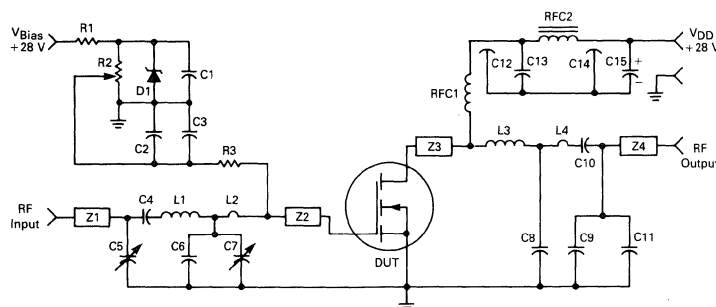 RFC2
VBias
+28 V
R1
VDD
+28 V
R2
D1
C1
C12
C13
C14
C15
+
–
RFC1
C2
C3
R3
Z3
L3
L4
C10
Z4
RF
Output
RF
Input
Z1
C4
L1
L2
Z2
C5
C6
C7
DUT
C8
C9
C11